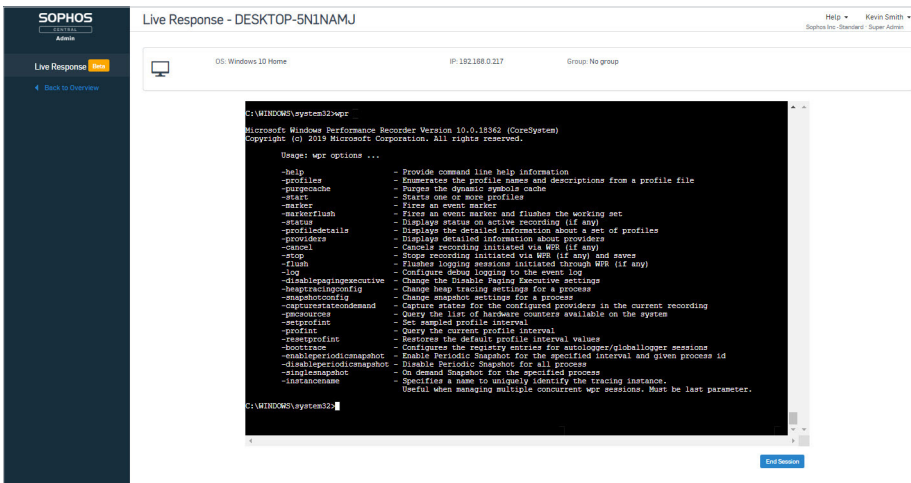 SOPHOS
CENTRAL
Admin
Live Response - DESKTOP-5N1NAMJ
Help
Kevin Smith
Sophos Inc-Standard · Super Admin
Live Response Beta
Back to Overview
OS: Windows 10 Home
IP: 192.168.0.217
Group: No group
C:\WINDOWS\system32>wpr
Microsoft Windows Performance Recorder Version 10.0.18362 (CoreSystem)
Copyright (c) 2019 Microsoft Corporation. All rights reserved.
Usage: wpr options ...
-help - Provide command line help information
-profiles - Enumerates the profile names and descriptions from a profile file
-purgecache - Purges the dynamic symbols cache
-start - Starts one or more profiles
-marker - Fires an event marker
-markerflush - Fires an event marker and flushes the working set
-status - Displays status on active recording (if any)
-profiledetails - Displays the detailed information about a set of profiles
-providers - Displays detailed information about providers
-cancel - Cancels recording initiated via WPR (if any)
-stop - Stops recording initiated via WPR (if any) and saves
-flush - Flushes logging sessions initiated through WPR (if any)
-log - Configure debug logging to the event log
-disablepagingexecutive - Change the Disable Paging Executive settings
-heaptracingconfig - Change heap tracing settings for a process
-snapshotconfig - Change snapshot settings for a process
-capturestateondemand - Capture states for the configured providers in the current recording
-pmcsources - Query the list of hardware counters available on the system
-setprofint - Set sampled profile interval
-profint - Query the current profile interval
-resetprofint - Restores the default profile interval values
-boottrace - Configures the registry entries for autologger/globallogger sessions
-enableperiodicsnapshot - Enable Periodic Snapshot for the specified interval and given process id
-disableperiodicsnapshot - Disable Periodic Snapshot for all process
-singlesnapshot - On demand Snapshot for the specified process
-instancename - Specifies a name to uniquely identify the tracing instance.
Useful when managing multiple concurrent wpr sessions. Must be last parameter.
C:\WINDOWS\system32>
End Session